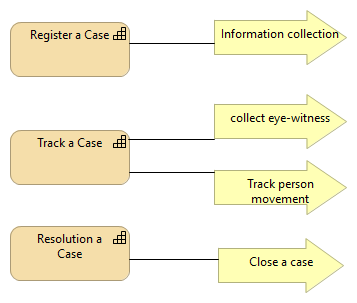 Register a Case
Information collection
collect eye-witness
Track a Case
Track person
movement
Resolution a
Case
Close a case